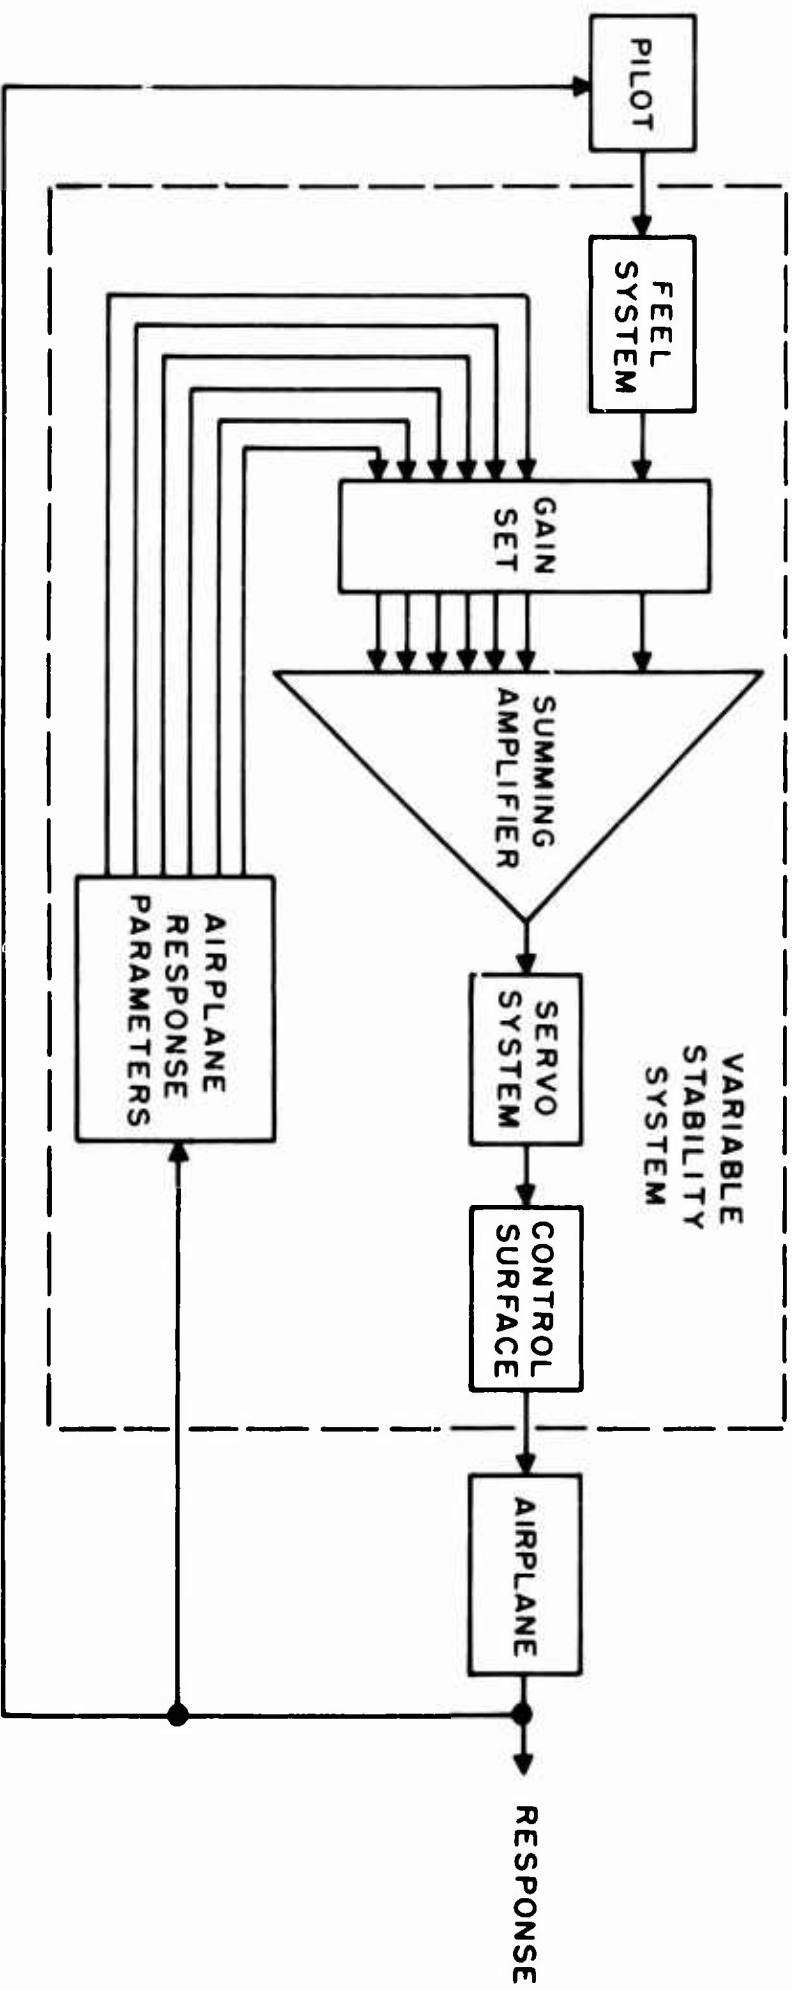 PILOT
FEEL
SYSTEM
GAIN
SET
SUMMING
AMPLIFIER
SERVO
SYSTEM
CONTROL
SURFACE
VARIABLE
STABILITY
SYSTEM
AIRPLANE
RESPONSE
PARAMETERS
AIRPLANE
RESPONSE